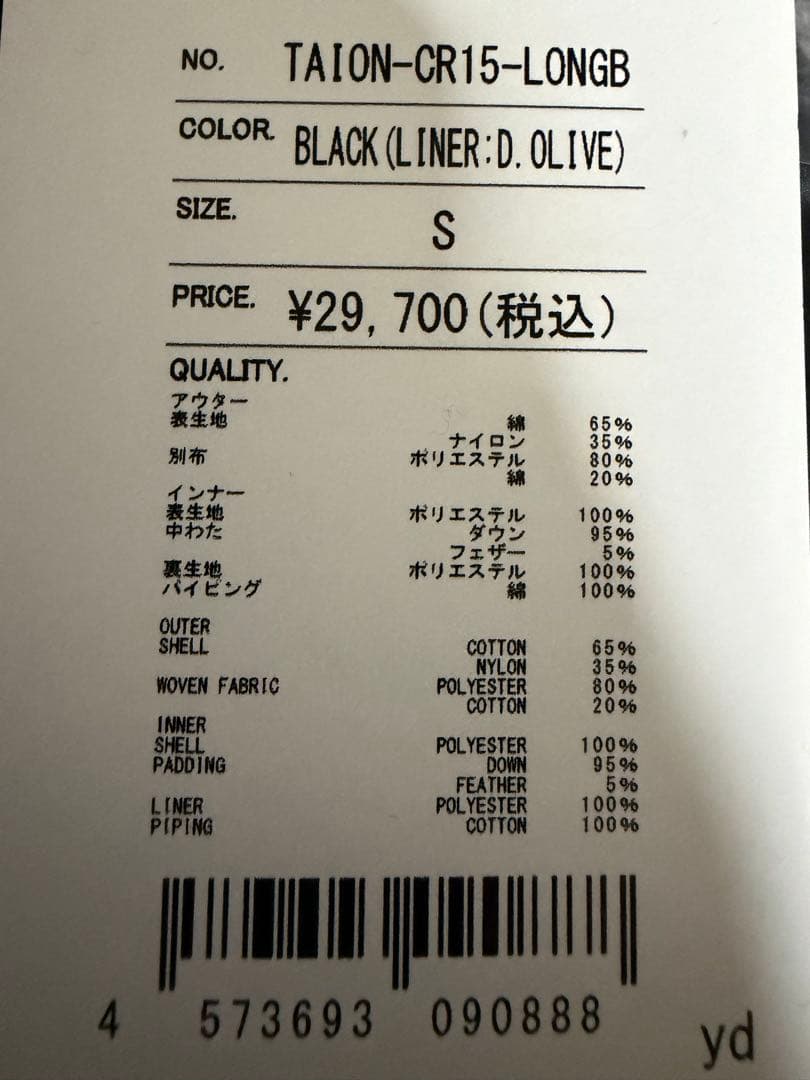 NO. TAION-CR15-LONGB
COLOR. BLACK(LINER:D.OLIVE)
SIZE. S
PRICE. ¥29,700(税込)
QUALITY.
アウター
表生地 綿 65%
ナイロン 35%
別布 ポリエステル 80%
綿 20%
インナー
表生地 ポリエステル 100%
中わた ダウン 95%
フェザー 5%
裏生地 ポリエステル 100%
パイピング 綿 100%
OUTER
SHELL COTTON 65%
NYLON 35%
WOVEN FABRIC POLYESTER 80%
COTTON 20%
INNER
SHELL POLYESTER 100%
PADDING DOWN 95%
FEATHER 5%
LINER POLYESTER 100%
PIPING COTTON 100%
4 573693 090888
yd